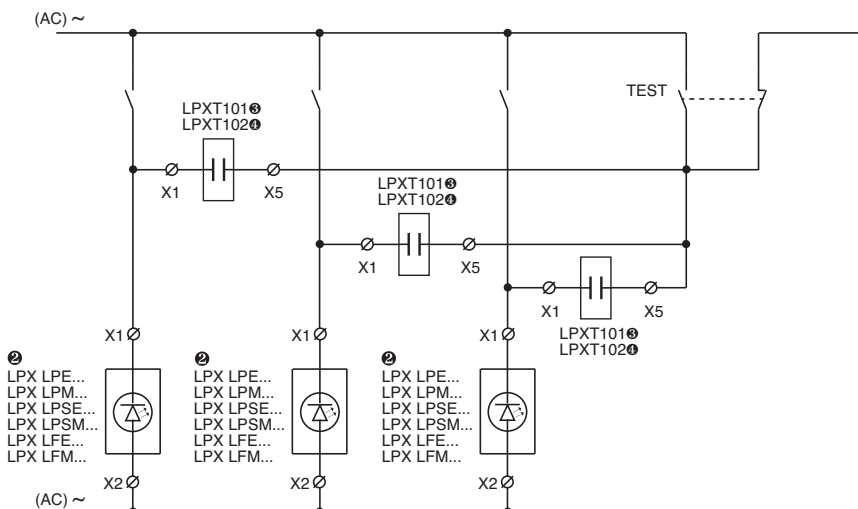 (AC) ~
TEST
LPXT101❸
LPXT102❹
X1 X5
LPXT101❸
LPXT102❹
X1 X5
X1 X5
LPXT101❸
LPXT102❹
X1 X1 X1
❷ ❷ ❷
LPX LPE... LPX LPE... LPX LPE...
LPX LPM... LPX LPM... LPX LPM...
LPX LPSE... LPX LPSE... LPX LPSE...
LPX LPSM... LPX LPSM... LPX LPSM...
LPX LFE... LPX LFE... LPX LFE...
LPX LFM... LPX LFM... LPX LFM...
X2 X2 X2
(AC) ~